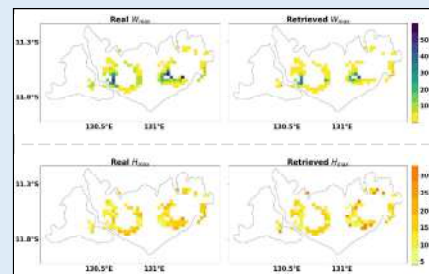 Real W_max
Retrieved W_max
11.3°S
11.8°S
130.5°E
131°E
130.5°E
131°E
50
40
30
20
10
0
Real H_max
Retrieved H_max
11.3°S
11.8°S
130.5°E
131°E
130.5°E
131°E
30
25
20
15
10
5